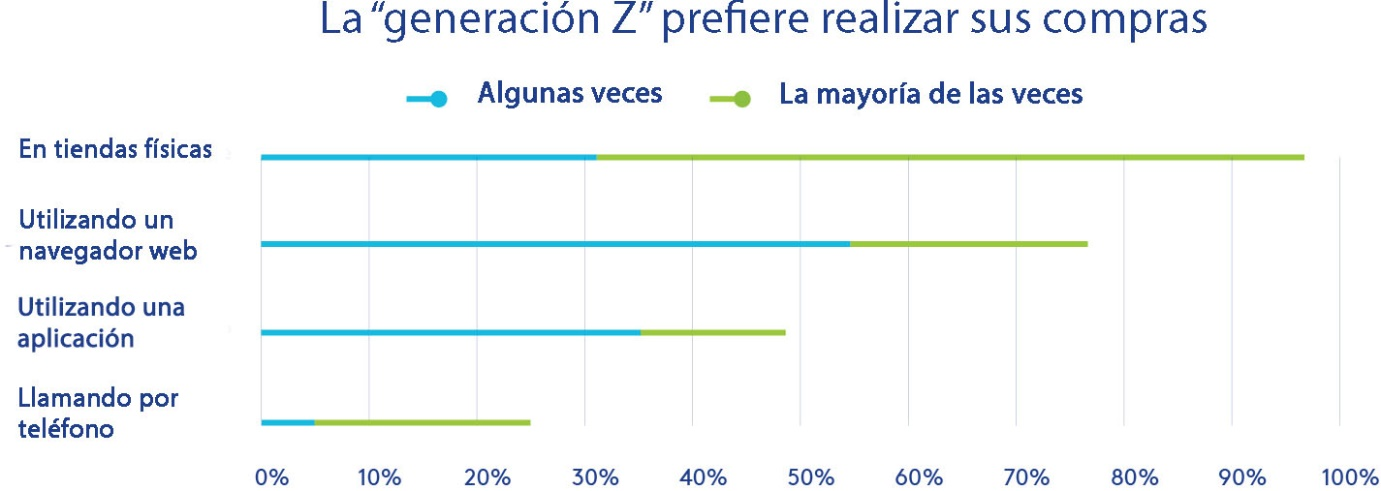 La “generación Z” prefiere realizar sus compras
Algunas veces
La mayoría de las veces
En tiendas físicas
Utilizando un
navegador web
Utilizando una
aplicación
Llamando por
teléfono
0% 10% 20% 30% 40% 50% 60% 70% 80% 90% 100%